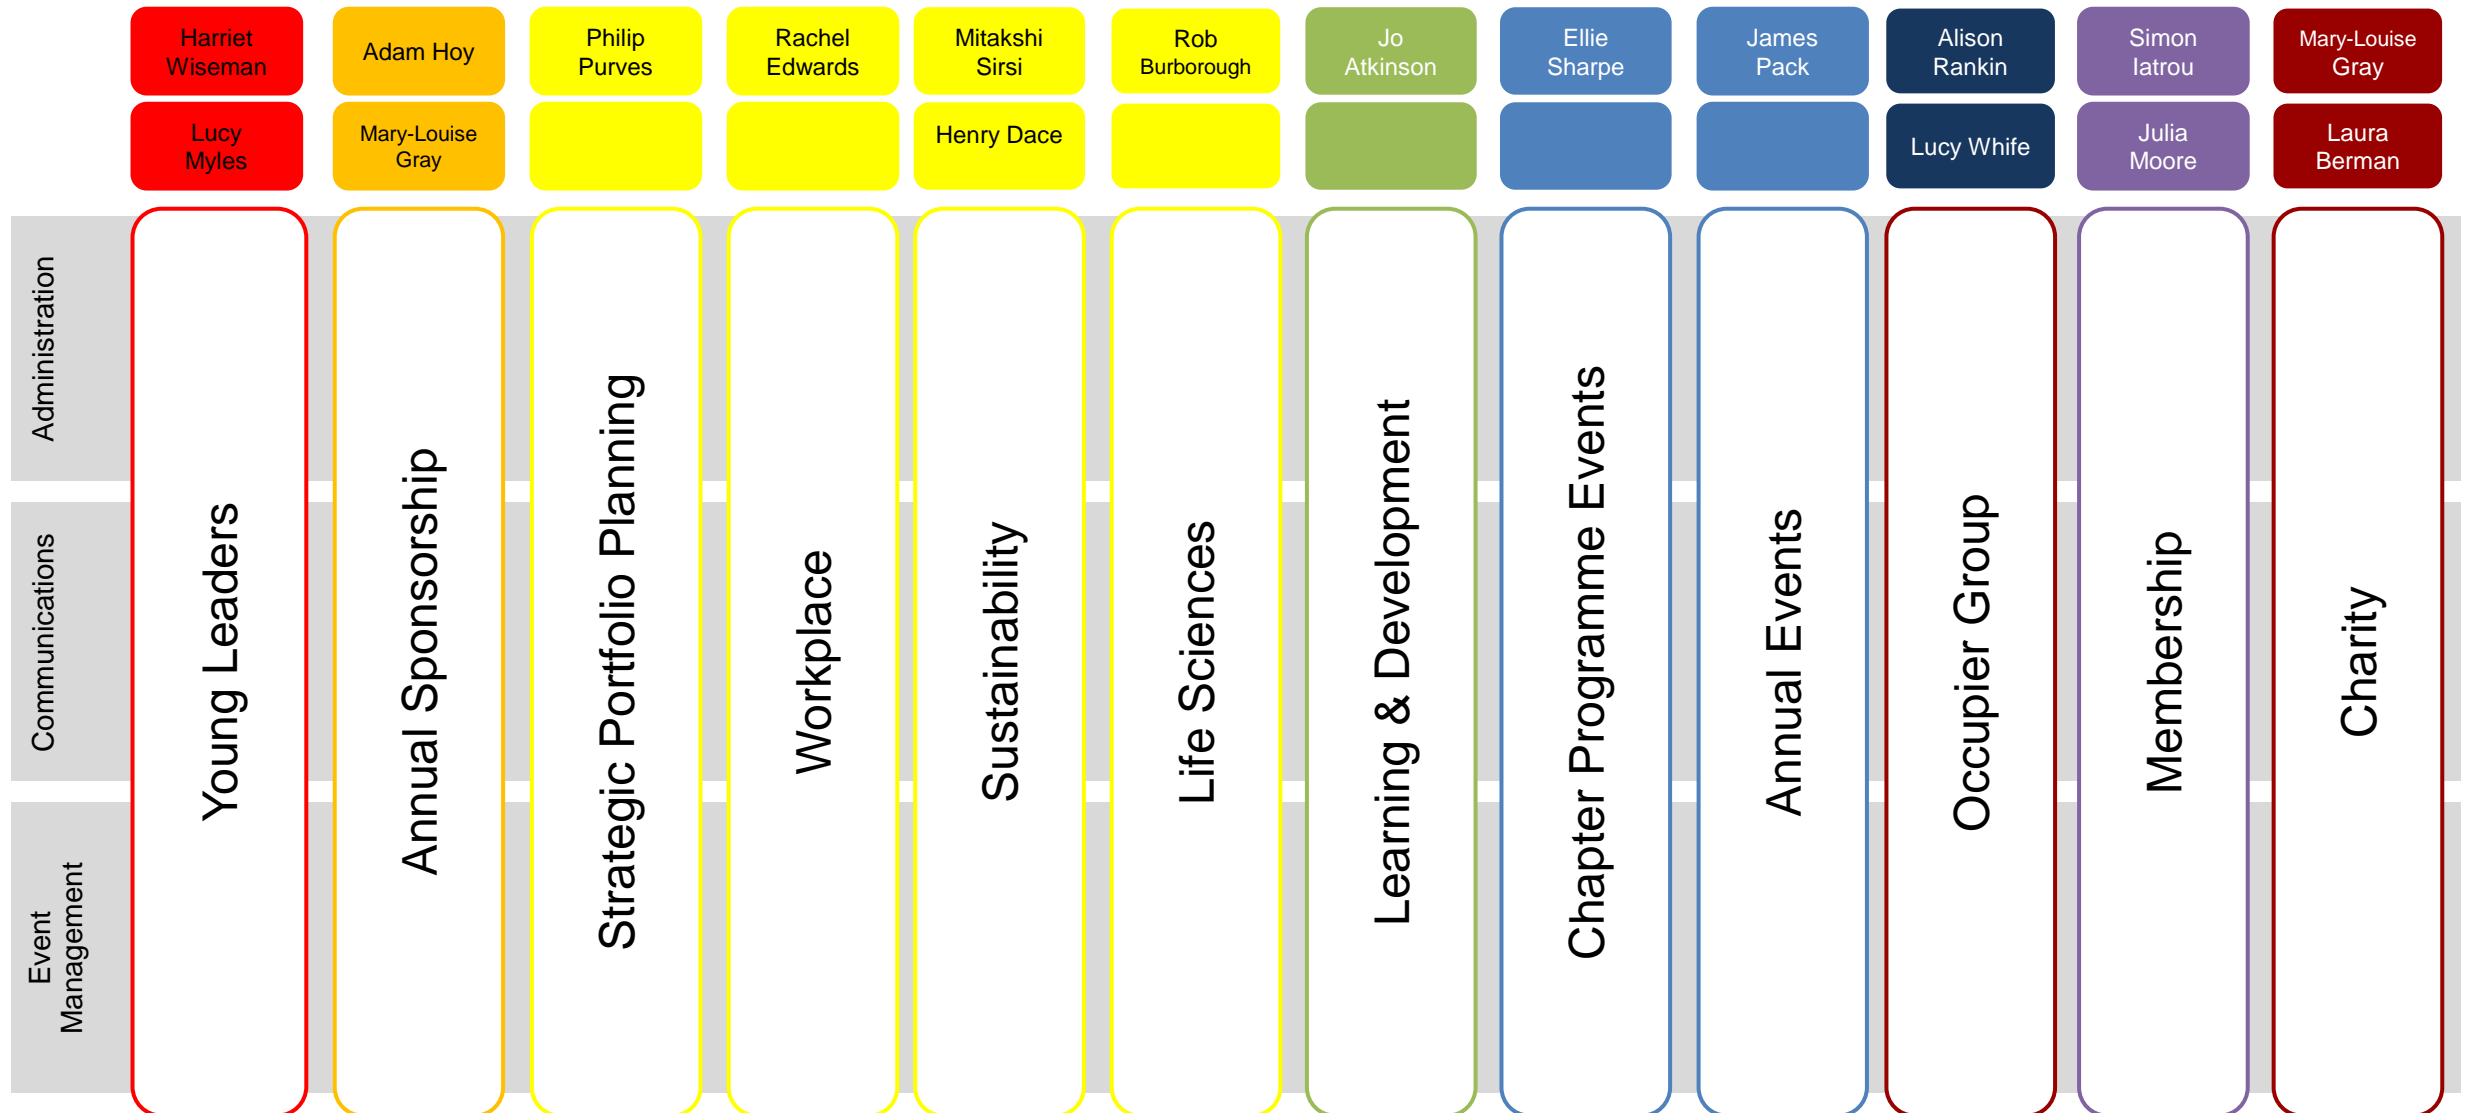 Harriet
Wiseman
Adam Hoy
Philip
Purves
Rachel
Edwards
Mitakshi
Sirsi
Rob
Burborough
Jo
Atkinson
Ellie
Sharpe
James
Pack
Alison
Rankin
Simon
Iatrou
Mary-Louise
Gray
Lucy
Myles
Mary-Louise
Gray
Henry Dace
Lucy Whife
Julia
Moore
Laura
Berman
Administration
Communications
Event
Management
Young Leaders
Annual Sponsorship
Strategic Portfolio Planning
Workplace
Sustainability
Life Sciences
Learning & Development
Chapter Programme Events
Annual Events
Occupier Group
Membership
Charity